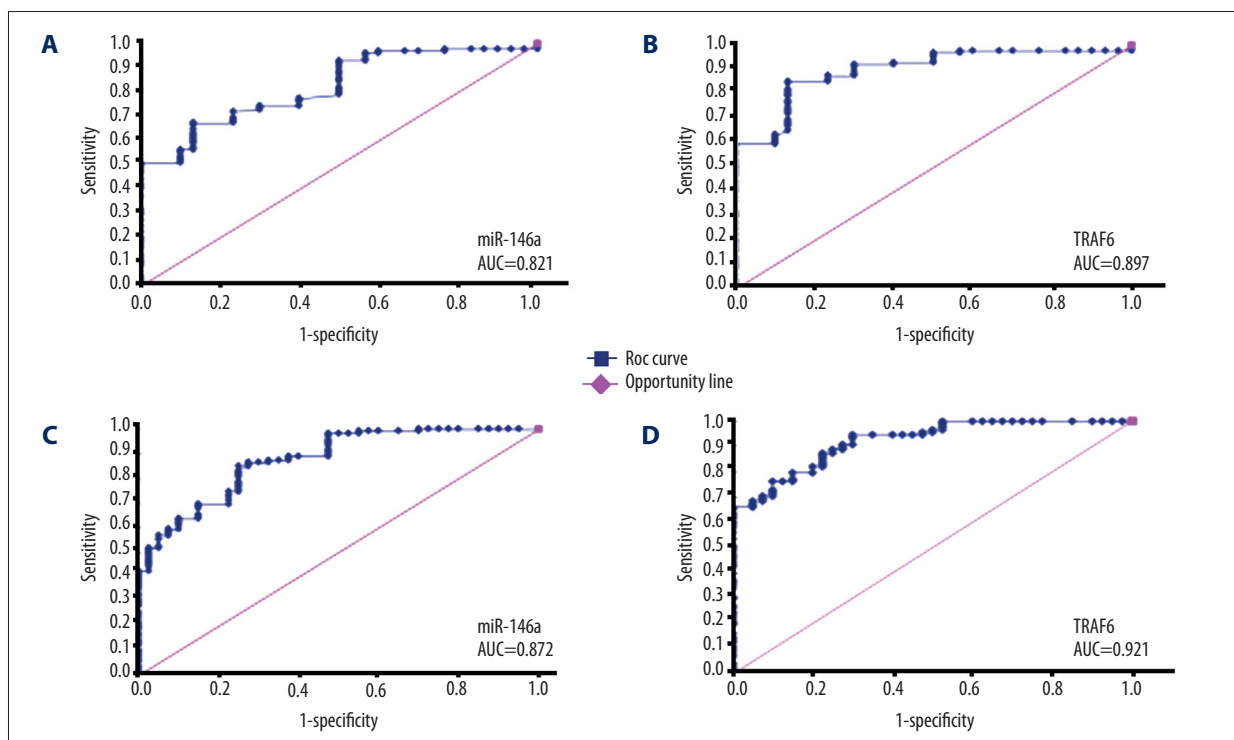 A
1.0
0.9
0.8
0.7
0.6
0.5
0.4
0.3
0.2
0.1
0.0
Sensitivity
miR-146a
AUC=0.821
0.0 0.2 0.4 0.6 0.8 1.0
1-specificity
B
1.0
0.9
0.8
0.7
0.6
0.5
0.4
0.3
0.2
0.1
0.0
Sensitivity
TRAF6
AUC=0.897
0.0 0.2 0.4 0.6 0.8 1.0
1-specificity
Roc curve
Opportunity line
C
1.0
0.9
0.8
0.7
0.6
0.5
0.4
0.3
0.2
0.1
0.0
Sensitivity
miR-146a
AUC=0.872
0.0 0.2 0.4 0.6 0.8 1.0
1-specificity
D
1.0
0.9
0.8
0.7
0.6
0.5
0.4
0.3
0.2
0.1
0.0
Sensitivity
TRAF6
AUC=0.921
0.0 0.2 0.4 0.6 0.8 1.0
1-specificity